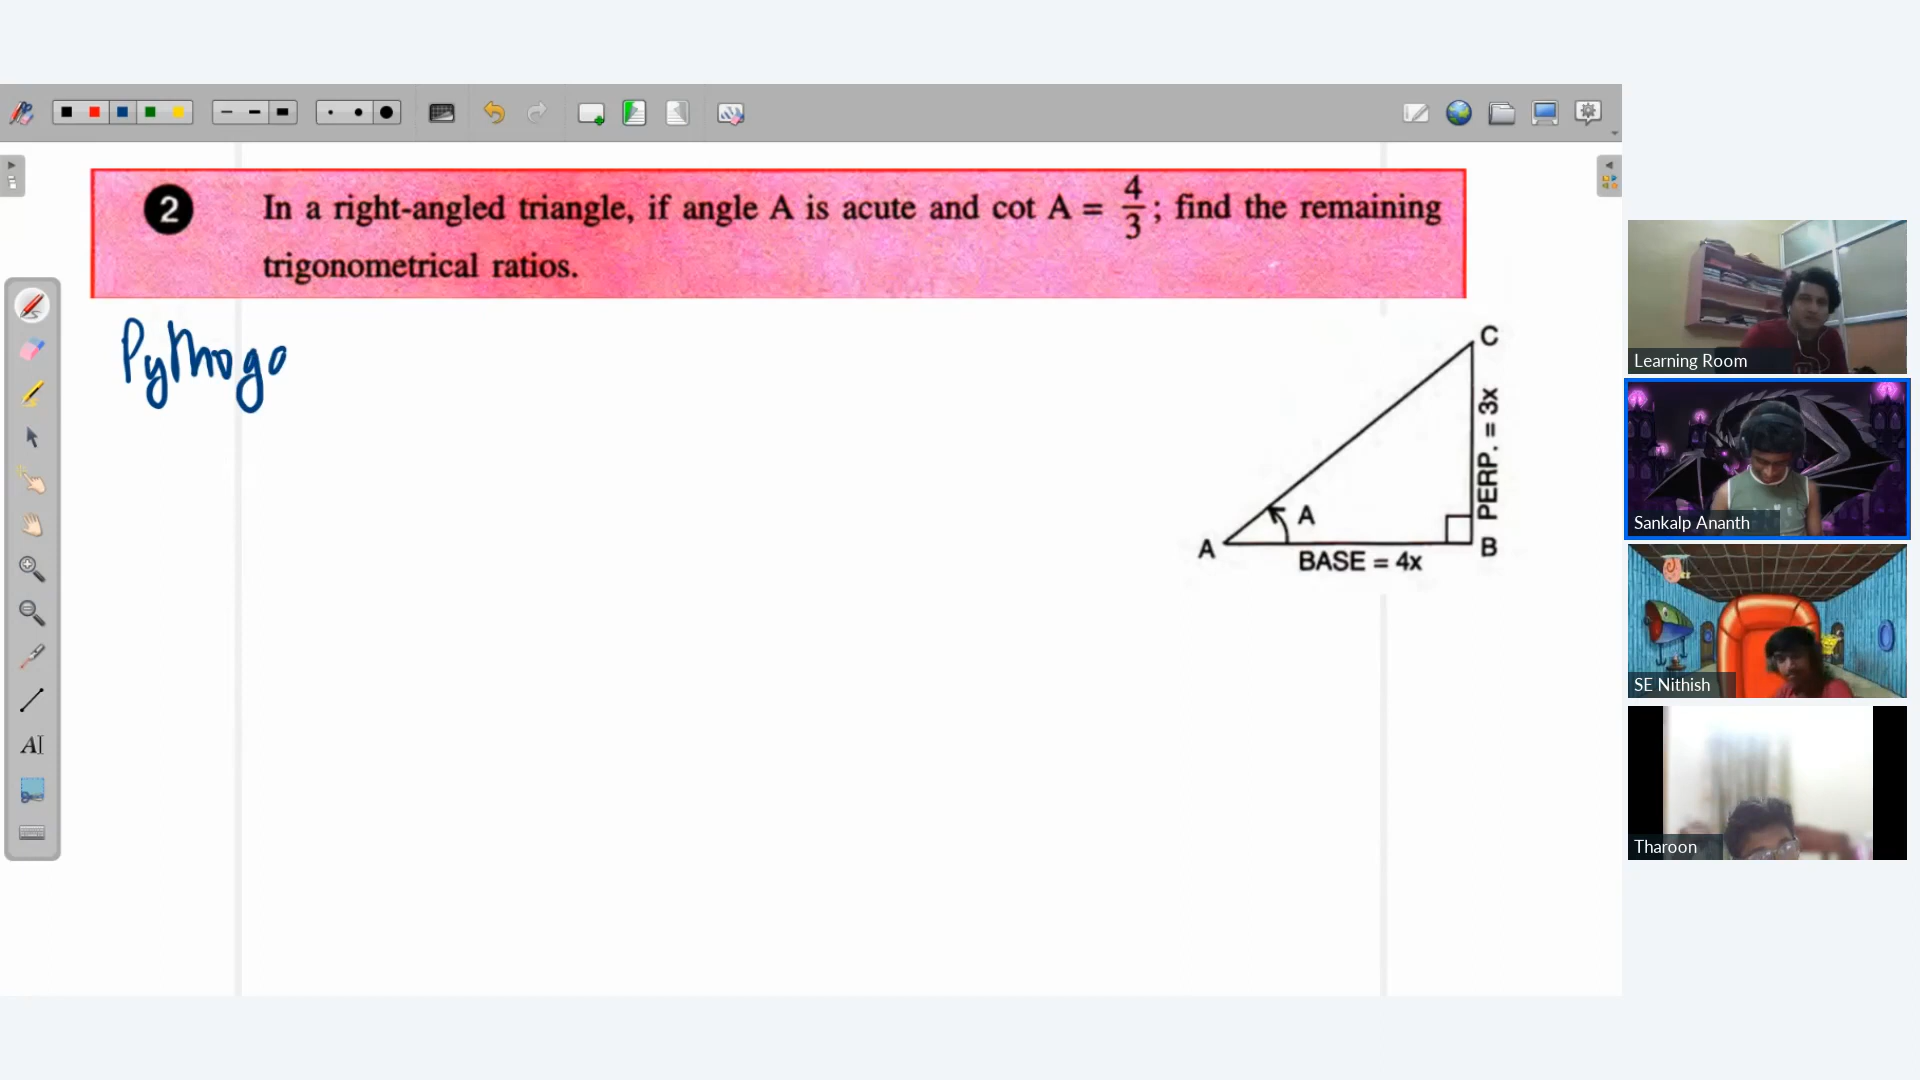 2 In a right-angled triangle, if angle A is acute and cot A = 4/3; find the remaining
trigonometrical ratios.
Pythogo
C
PERP. = 3x
A
A
B
BASE = 4x
AI
Learning Room
Sankalp Ananth
SE Nithish
Tharoon